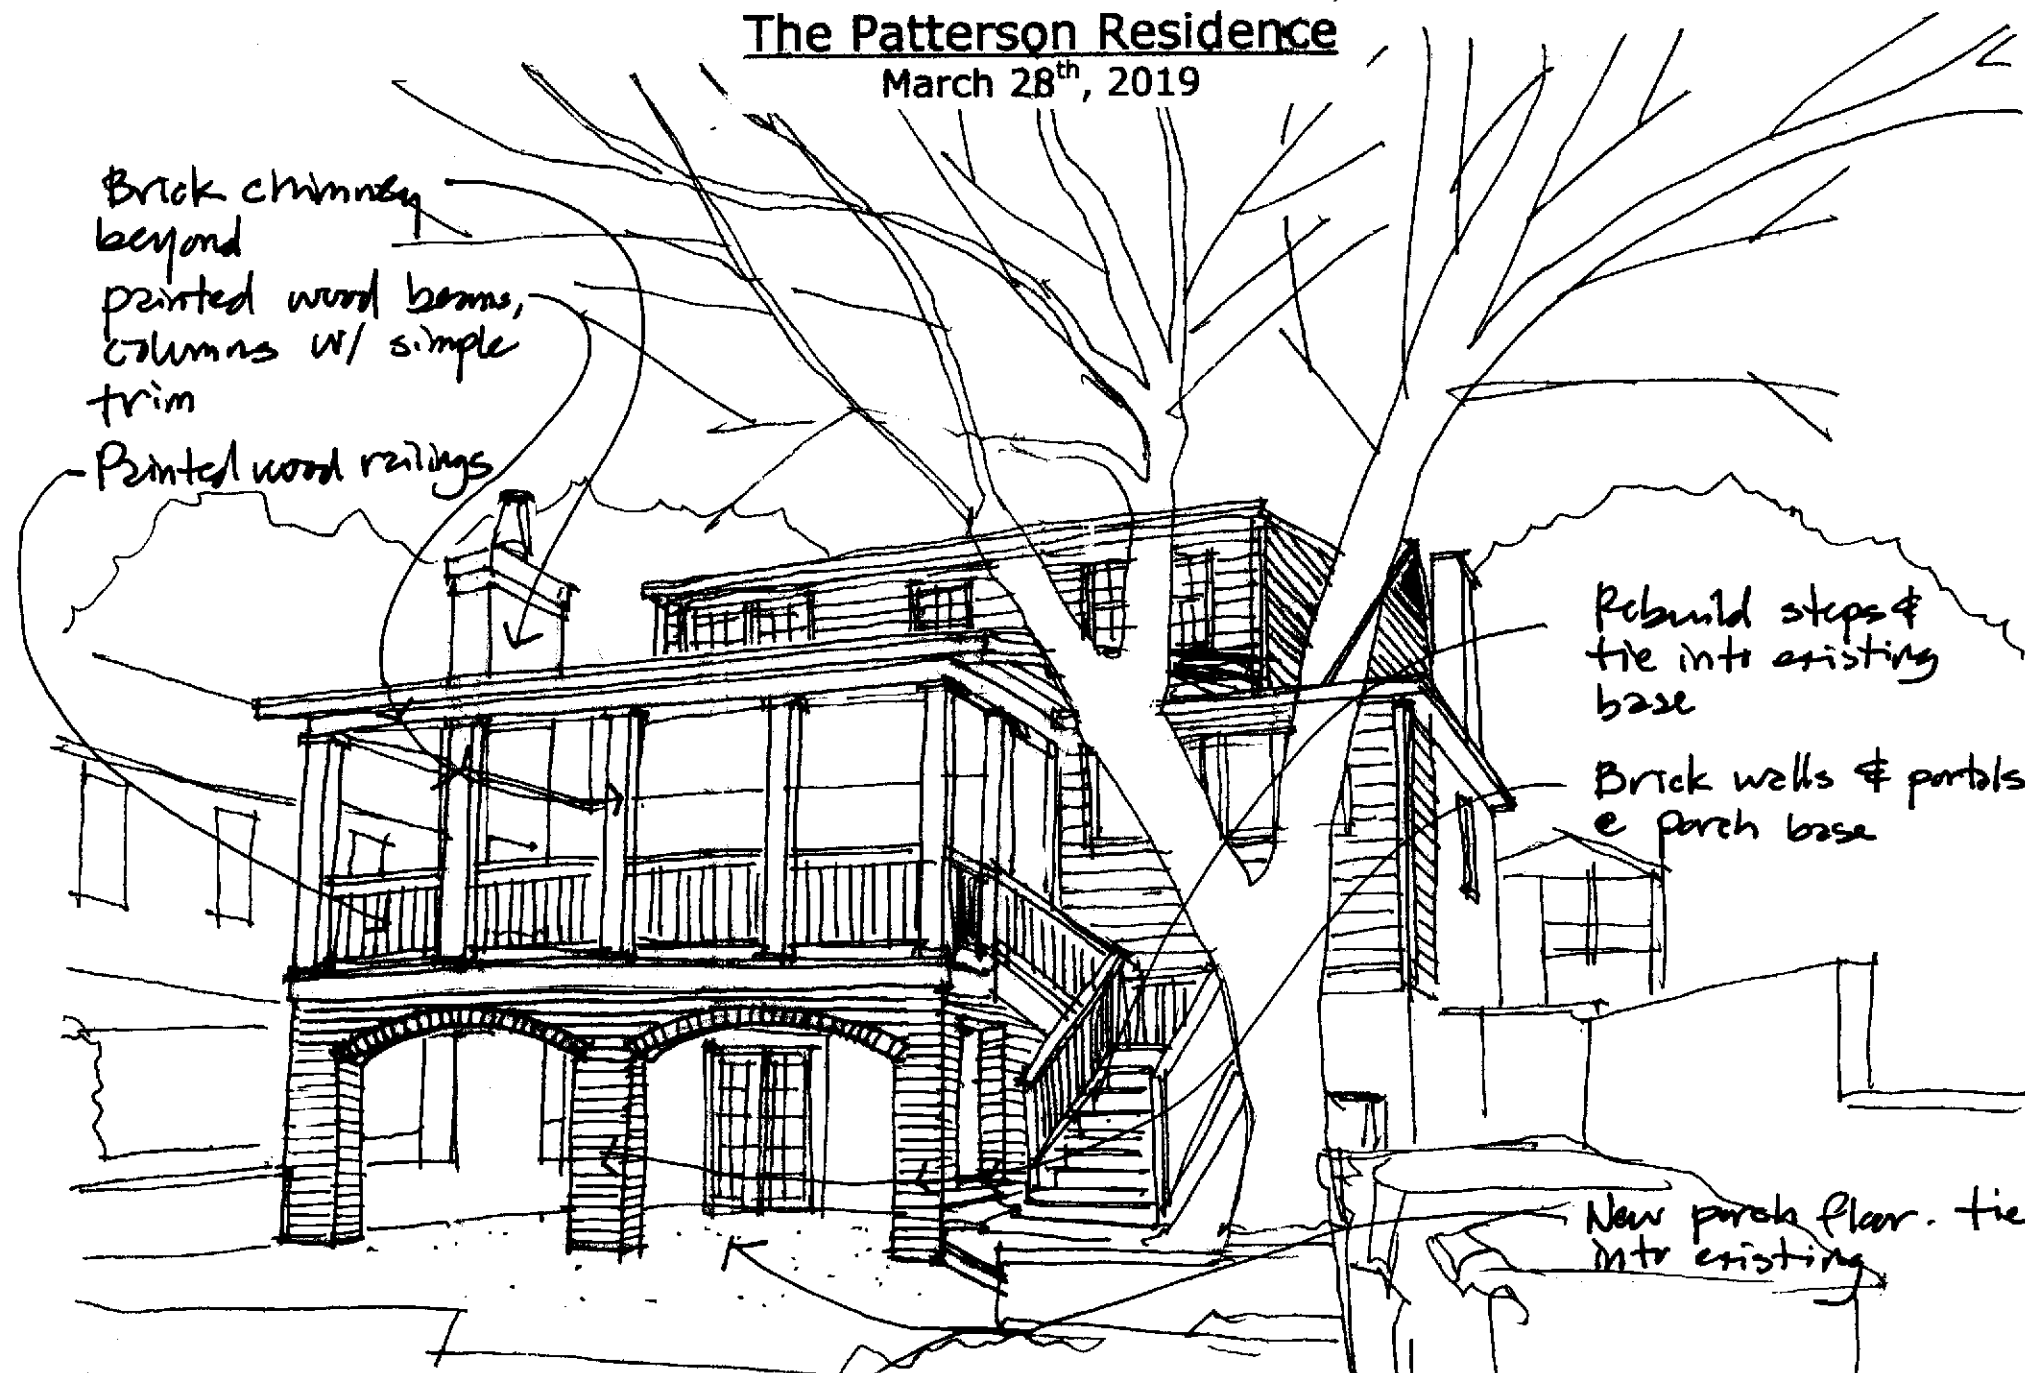 The Patterson Residence
March 28th, 2019
Brick chimney
beyond
painted wood beams,
columns w/ simple
trim
Painted wood railings
Rebuild steps &
tie into existing
base
Brick walls & portals
@ porch base
New porch floor. tie
into existing